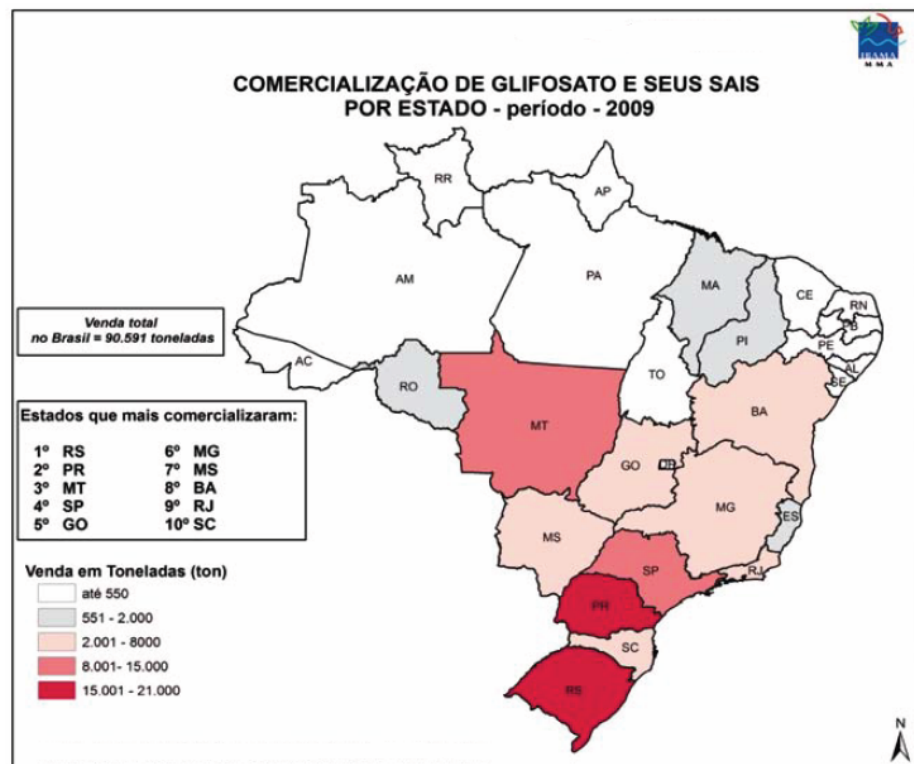 IBAMA
MMA
COMERCIALIZAÇÃO DE GLIFOSATO E SEUS SAIS
POR ESTADO - período - 2009
RR
AP
AM
PA
MA
CE
RN
PB
PE
AL
SE
PI
TO
AC
RO
MT
BA
GO
DF
MG
ES
MS
SP
RJ
PR
SC
RS
Venda total
no Brasil = 90.591 toneladas
Estados que mais comercializaram:
1º RS 6º MG
2º PR 7º MS
3º MT 8º BA
4º SP 9º RJ
5º GO 10º SC
Venda em Toneladas (ton)
até 550
551 - 2.000
2.001 - 8000
8.001- 15.000
15.001 - 21.000
N